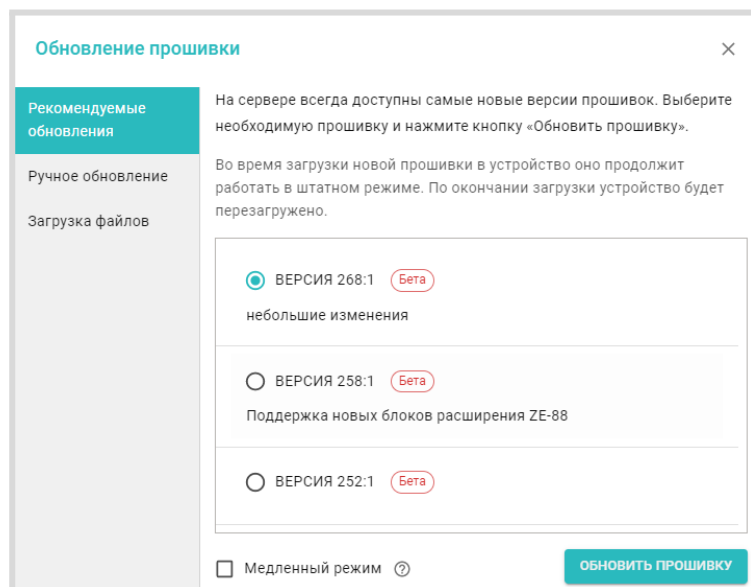 Обновление прошивки
Рекомендуемые
обновления
Ручное обновление
Загрузка файлов
На сервере всегда доступны самые новые версии прошивок. Выберите
необходимую прошивку и нажмите кнопку «Обновить прошивку».
Во время загрузки новой прошивки в устройство оно продолжит
работать в штатном режиме. По окончании загрузки устройство будет
перезагружено.
ВЕРСИЯ 268:1 Бета
небольшие изменения
ВЕРСИЯ 258:1 Бета
Поддержка новых блоков расширения ZE-88
ВЕРСИЯ 252:1 Бета
Медленный режим ?
ОБНОВИТЬ ПРОШИВКУ